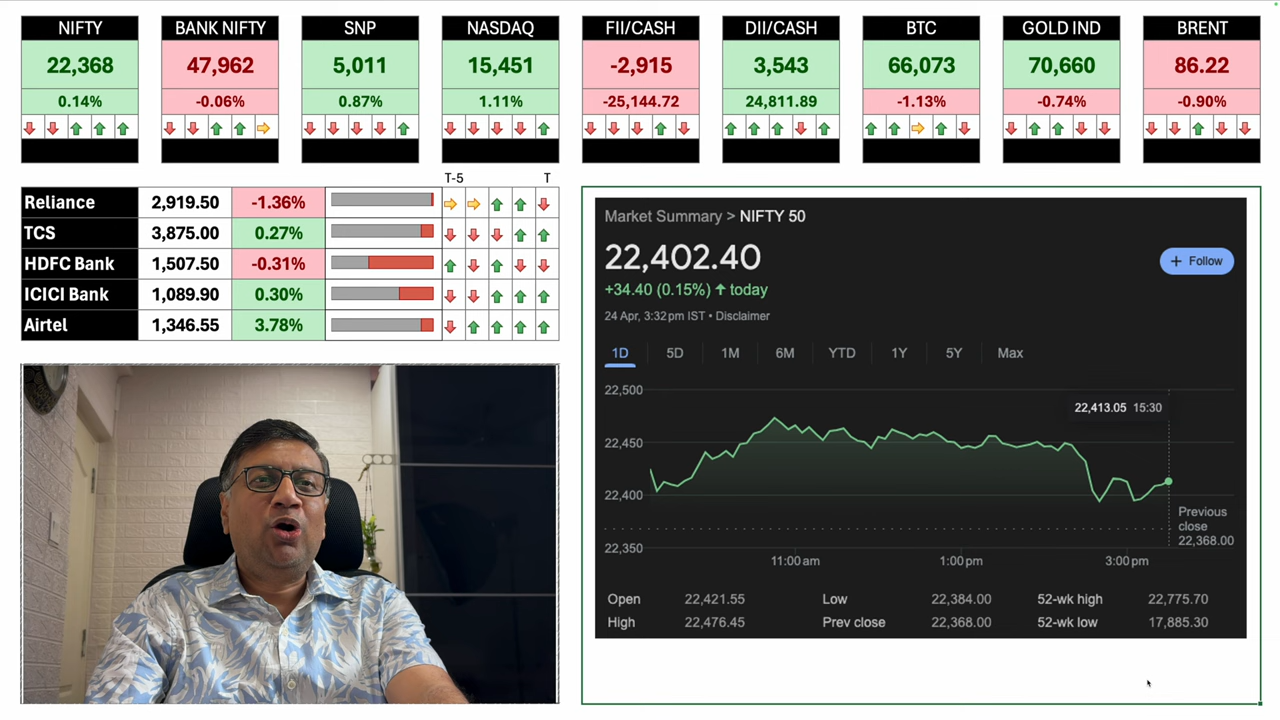 NIFTY BANK NIFTY SNP NASDAQ FII/CASH DII/CASH BTC GOLD IND BRENT
22,368 47,962 5,011 15,451 -2,915 3,543 66,073 70,660 86.22
0.14% -0.06% 0.87% 1.11% -25,144.72 24,811.89 -1.13% -0.74% -0.90%
T-5 T
Reliance 2,919.50 -1.36%
TCS 3,875.00 0.27%
HDFC Bank 1,507.50 -0.31%
ICICI Bank 1,089.90 0.30%
Airtel 1,346.55 3.78%
Market Summary > NIFTY 50
22,402.40
+ Follow
+34.40 (0.15%) ↑ today
24 Apr, 3:32 pm IST • Disclaimer
1D 5D 1M 6M YTD 1Y 5Y Max
22,500
22,413.05 15:30
22,450
22,400
Previous
close
22,368.00
22,350
11:00 am 1:00 pm 3:00 pm
Open 22,421.55 Low 22,384.00 52-wk high 22,775.70
High 22,476.45 Prev close 22,368.00 52-wk low 17,885.30